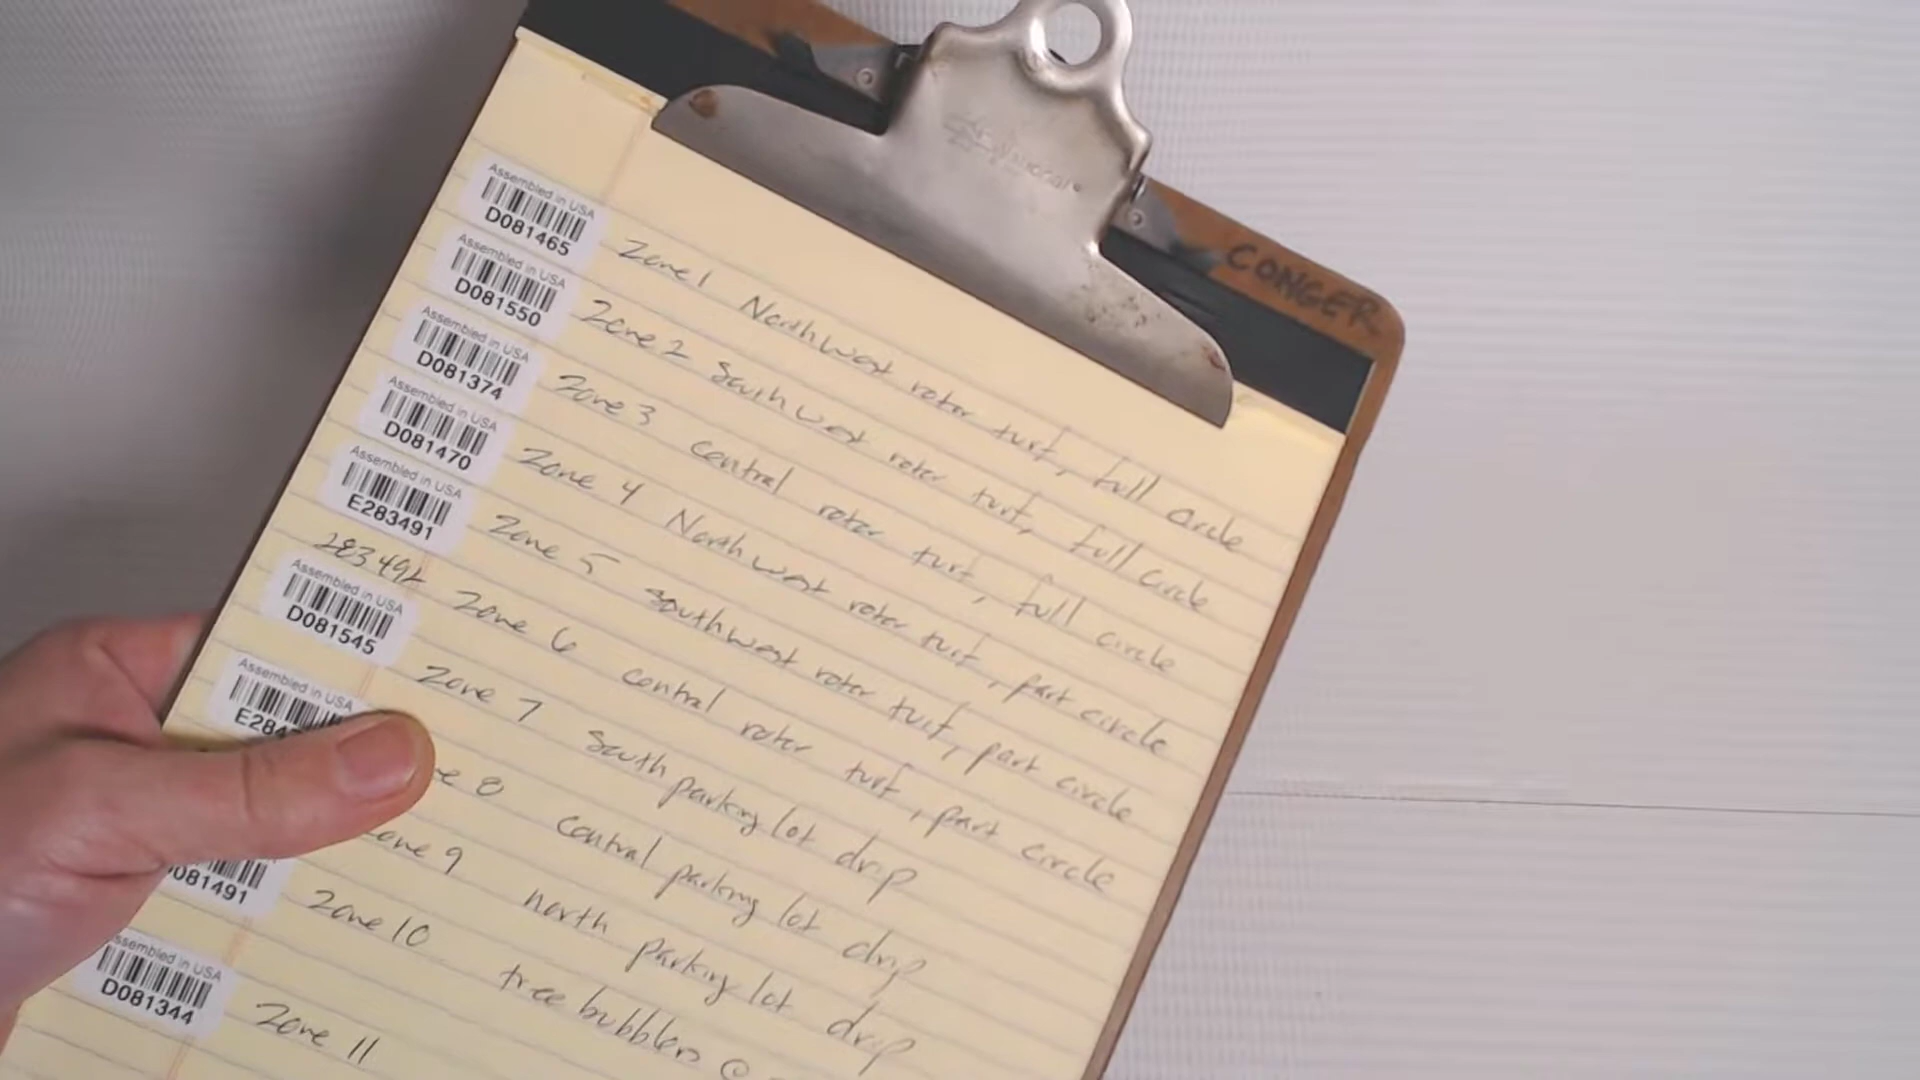 CONGER
Assembled in USA
D081465 Zone 1 Northwest rotor turf, full circle
Assembled in USA
D081550 Zone 2 Southwest rotor turf, full circle
Assembled in USA
D081374 Zone 3 central rotor turf, full circle
Assembled in USA
D081470 Zone 4 Northwest rotor turf, part circle
Assembled in USA
E283491 Zone 5 southwest rotor turf, part circle
283492 Zone 6 central rotor turf, part circle
Assembled in USA
D081545 Zone 7 South parking lot drip
Assembled in USA
E284 8 central parking lot drip
Zone 9 north parking lot drip
081491 Zone 10 tree bubblers @
Assembled in USA
D081344 Zone 11